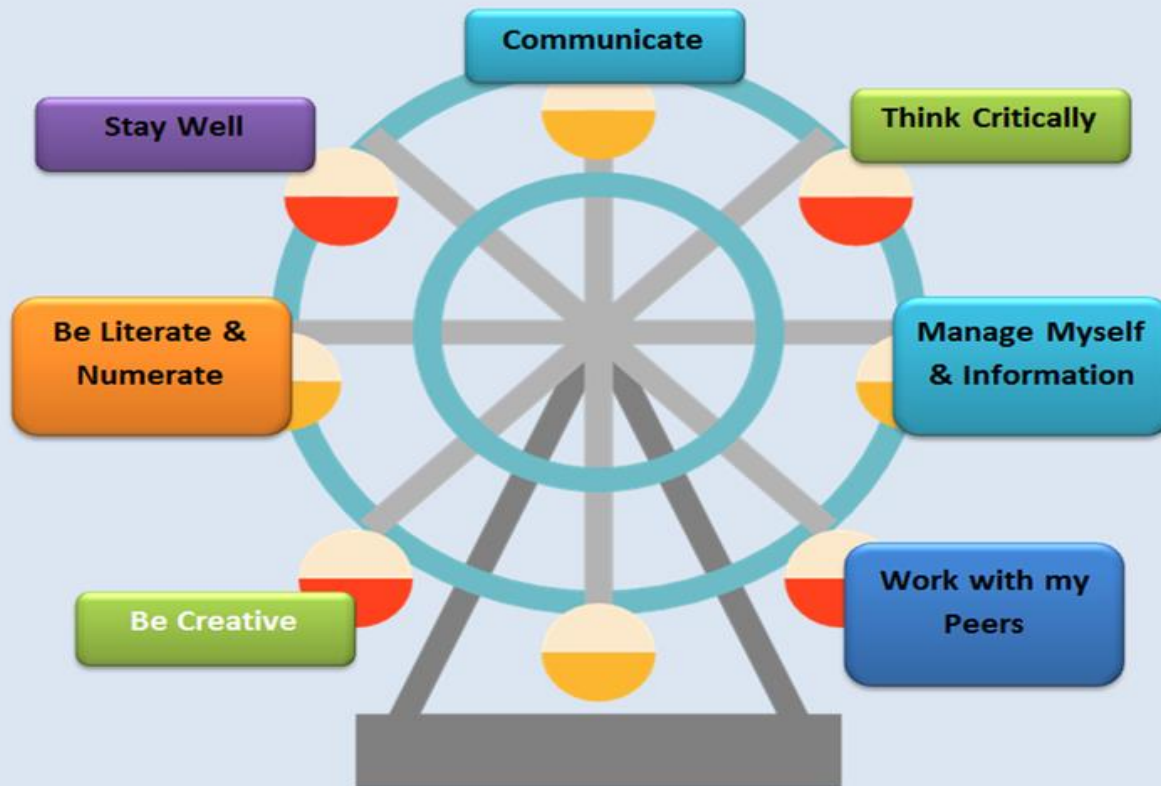 Communicate
Stay Well
Think Critically
Be Literate &
Numerate
Manage Myself
& Information
Be Creative
Work with my
Peers